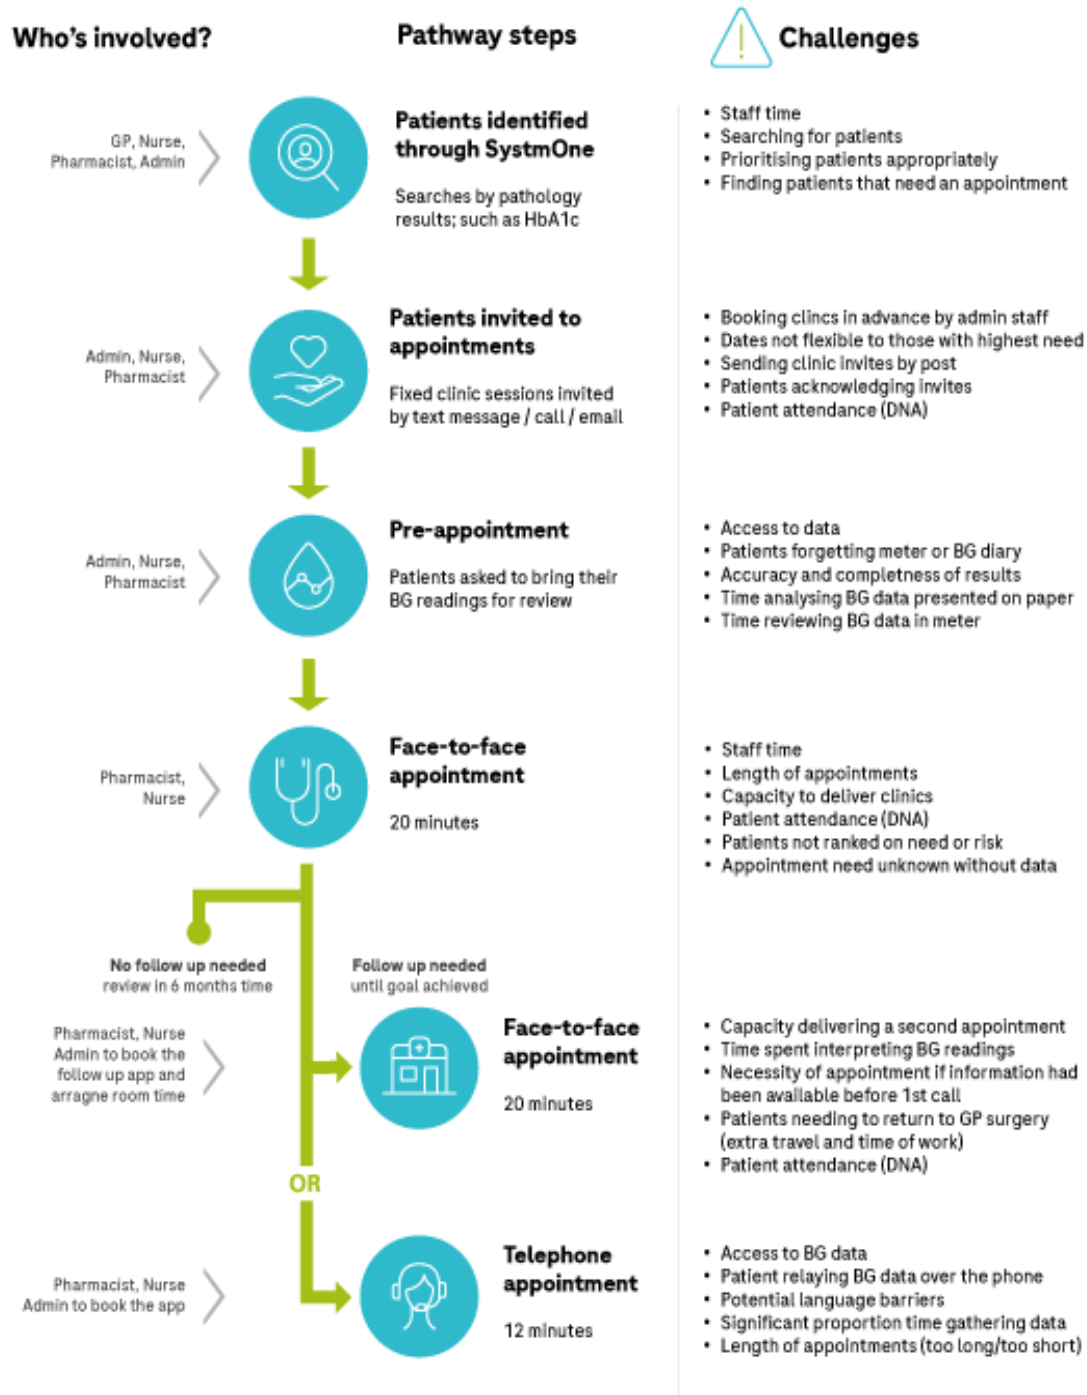 Who's involved?
Pathway steps
Challenges
GP, Nurse,
Pharmacist, Admin
Patients identified
through SystmOne
Searches by pathology
results; such as HbA1c
• Staff time
• Searching for patients
• Prioritising patients appropriately
• Finding patients that need an appointment
Admin, Nurse,
Pharmacist
Patients invited to
appointments
Fixed clinic sessions invited
by text message / call / email
• Booking clincs in advance by admin staff
• Dates not flexible to those with highest need
• Sending clinic invites by post
• Patients acknowledging invites
• Patient attendance (DNA)
Admin, Nurse,
Pharmacist
Pre-appointment
Patients asked to bring their
BG readings for review
• Access to data
• Patients forgetting meter or BG diary
• Accuracy and completness of results
• Time analysing BG data presented on paper
• Time reviewing BG data in meter
Pharmacist,
Nurse
Face-to-face
appointment
20 minutes
• Staff time
• Length of appointments
• Capacity to deliver clinics
• Patient attendance (DNA)
• Patients not ranked on need or risk
• Appointment need unknown without data
No follow up needed
review in 6 months time
Follow up needed
until goal achieved
Pharmacist, Nurse
Admin to book the
follow up app and
arragne room time
Face-to-face
appointment
20 minutes
• Capacity delivering a second appointment
• Time spent interpreting BG readings
• Necessity of appointment if information had
been available before 1st call
• Patients needing to return to GP surgery
(extra travel and time of work)
• Patient attendance (DNA)
OR
Pharmacist, Nurse
Admin to book the app
Telephone
appointment
12 minutes
• Access to BG data
• Patient relaying BG data over the phone
• Potential language barriers
• Significant proportion time gathering data
• Length of appointments (too long/too short)